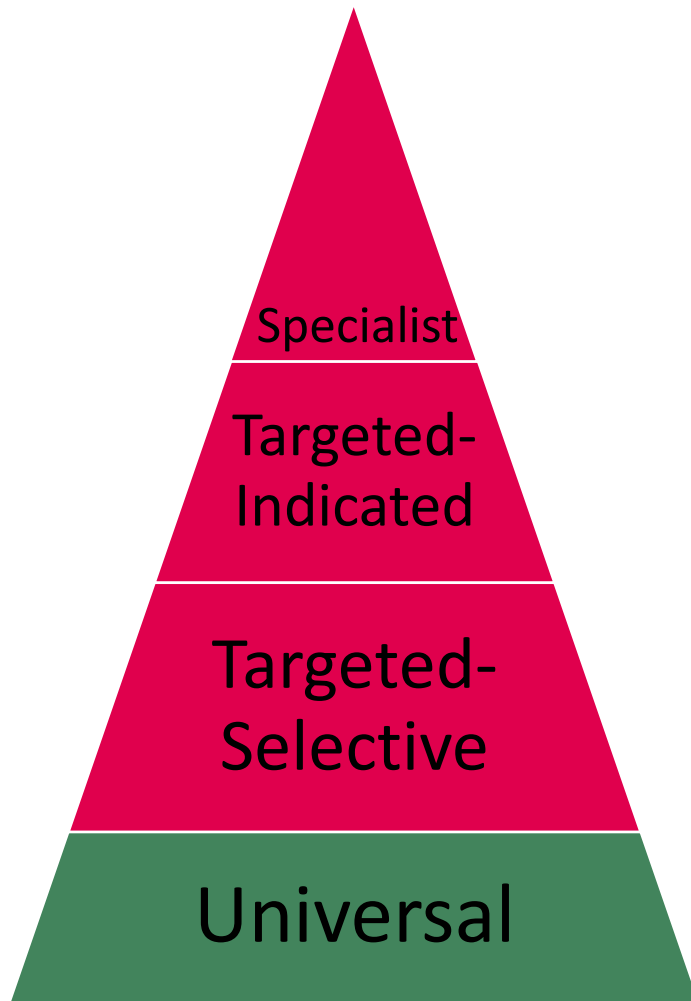 Specialist
Targeted-
Indicated
Targeted-
Selective
Universal